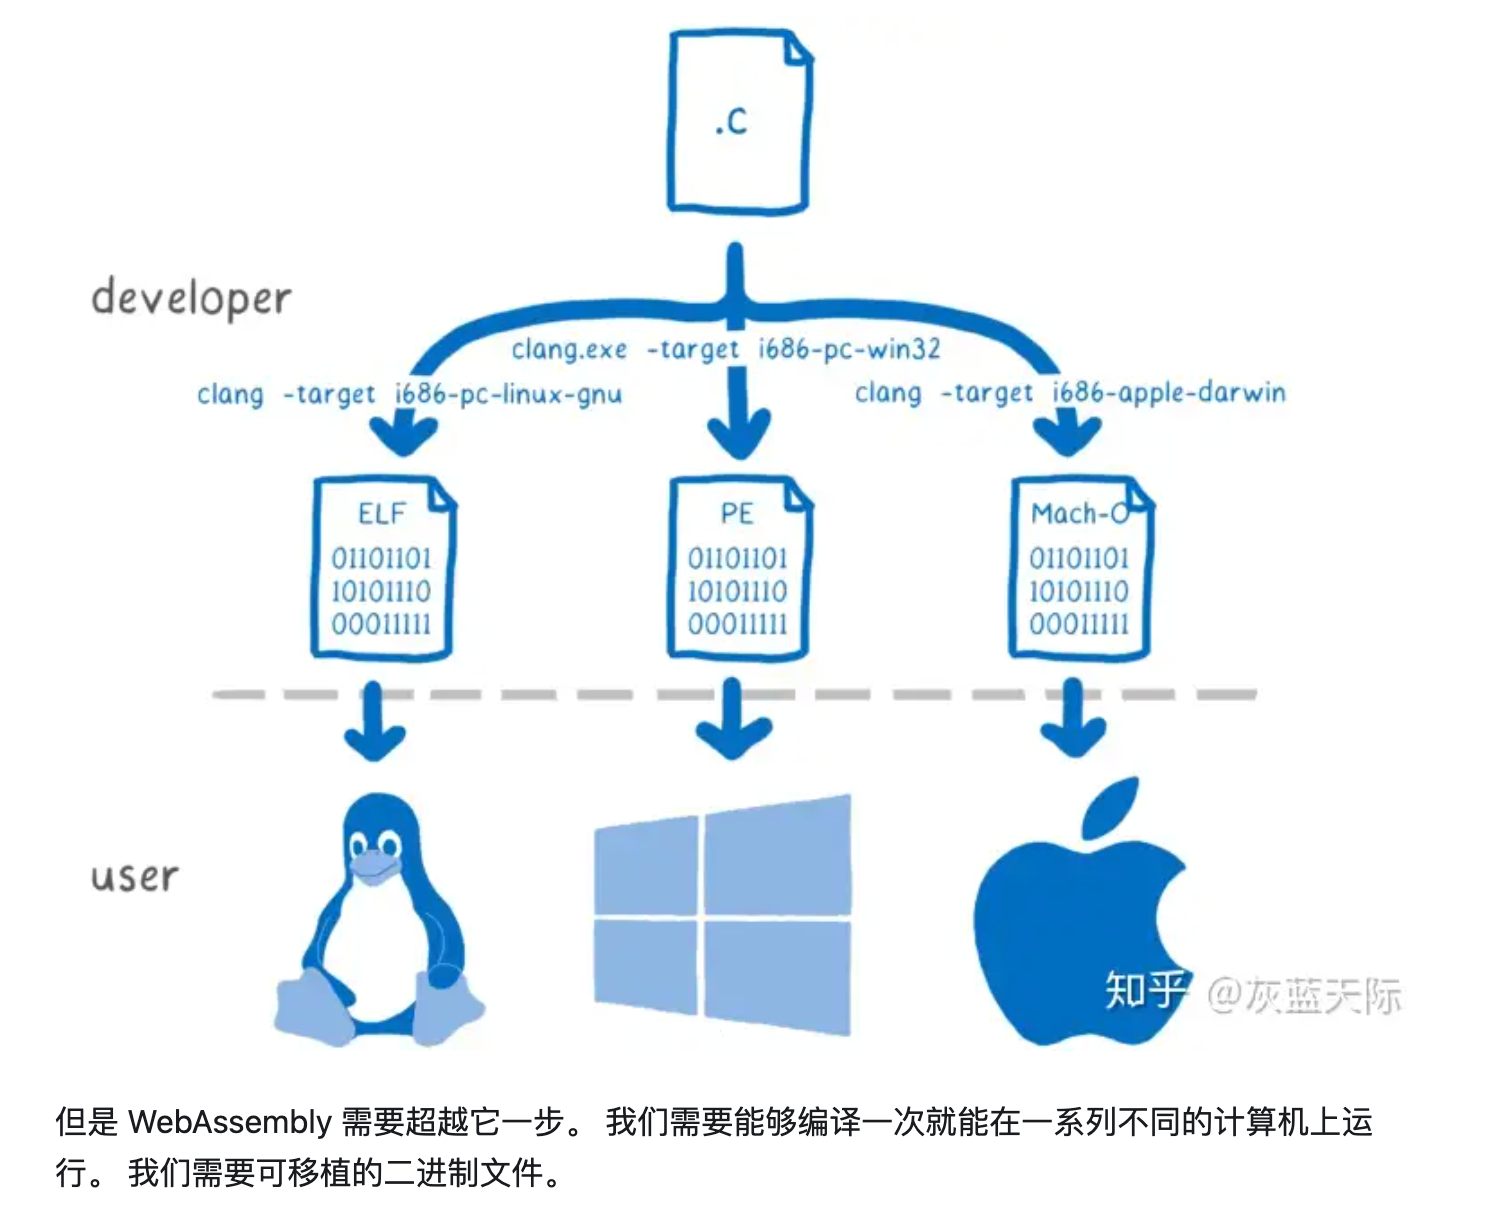 .C
developer
clang.exe -target i686-pc-win32
clang -target i686-pc-linux-gnu
clang -target i686-apple-darwin
ELF
01101101
10101110
00011111
PE
01101101
10101110
00011111
Mach-O
01101101
10101110
00011111
user
知乎 @灰蓝天际
但是 WebAssembly 需要超越它一步。 我们需要能够编译一次就能在一系列不同的计算机上运
行。 我们需要可移植的二进制文件。